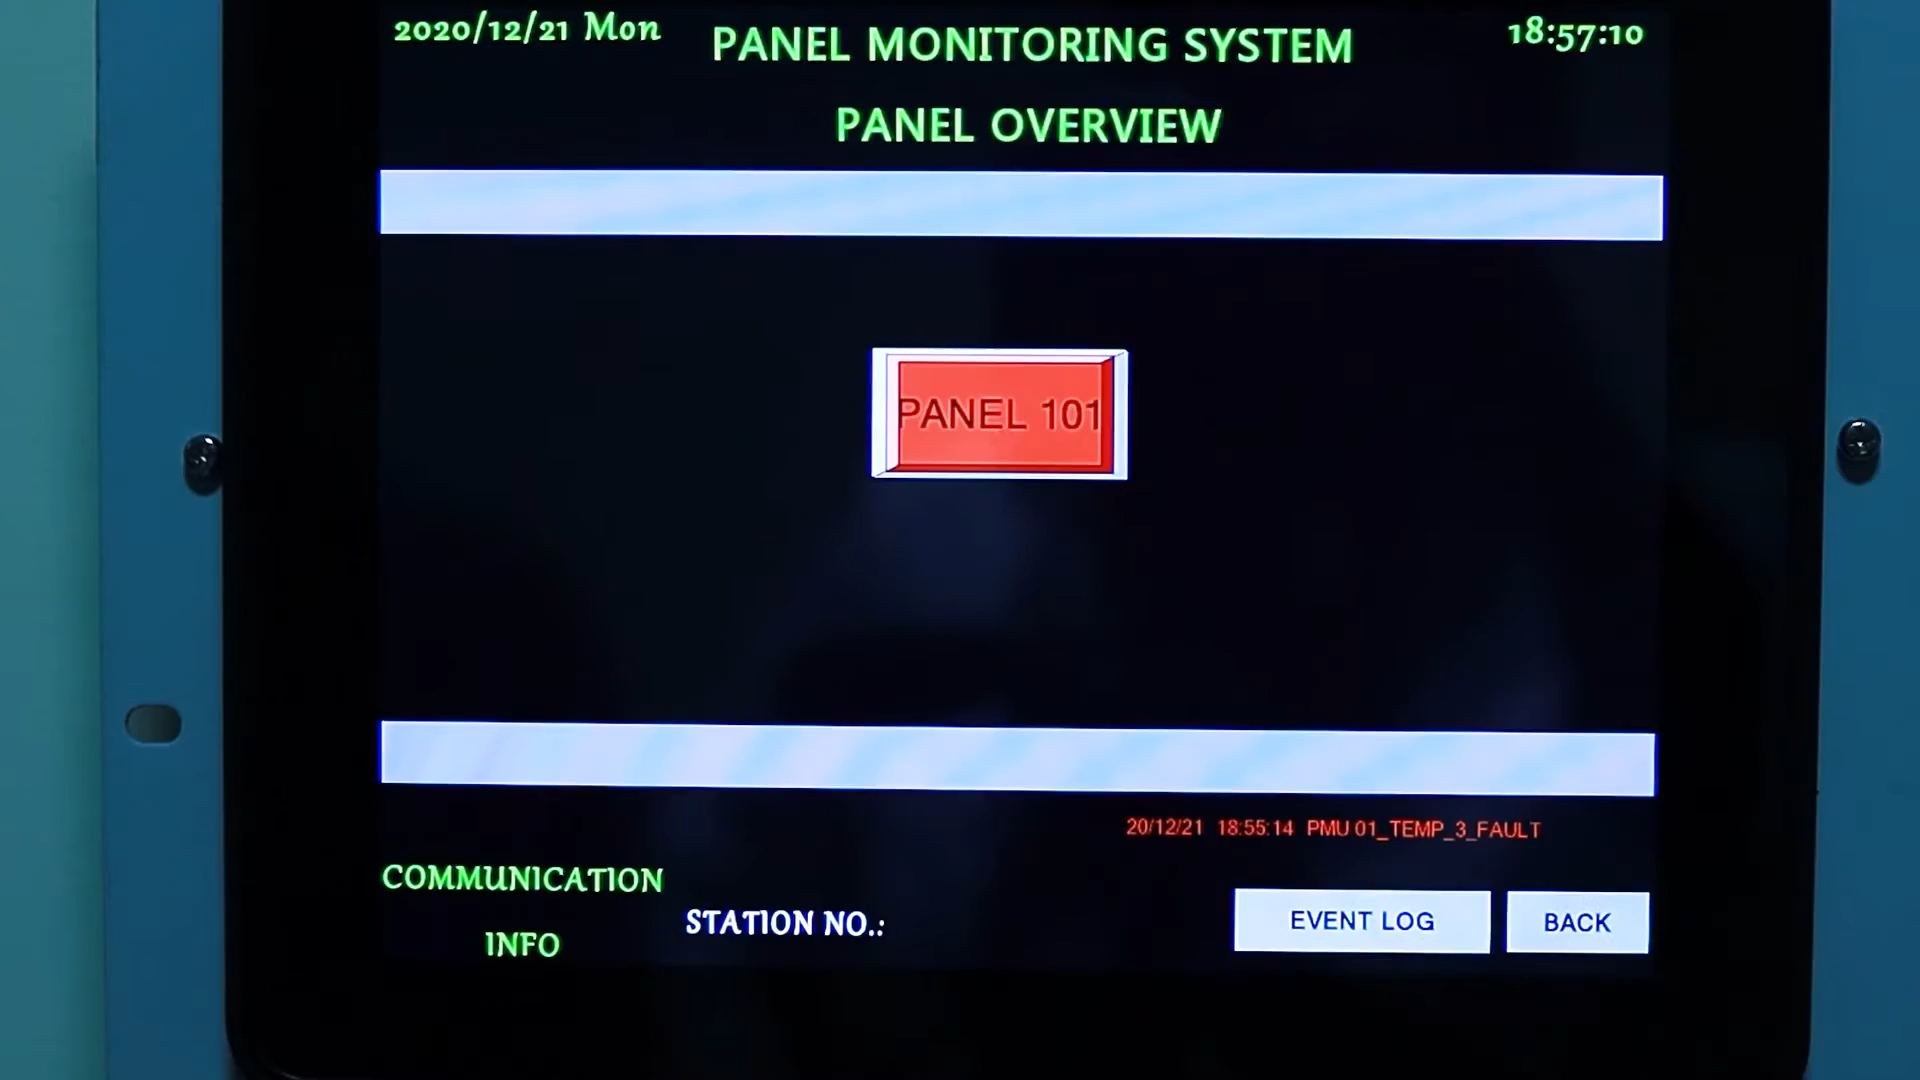 2020/12/21 Mon
PANEL MONITORING SYSTEM
18:57:10
PANEL OVERVIEW
PANEL 101
20/12/21 18:55:14 PMU 01_TEMP_3_FAULT
COMMUNICATION
INFO
STATION NO.:
EVENT LOG
BACK